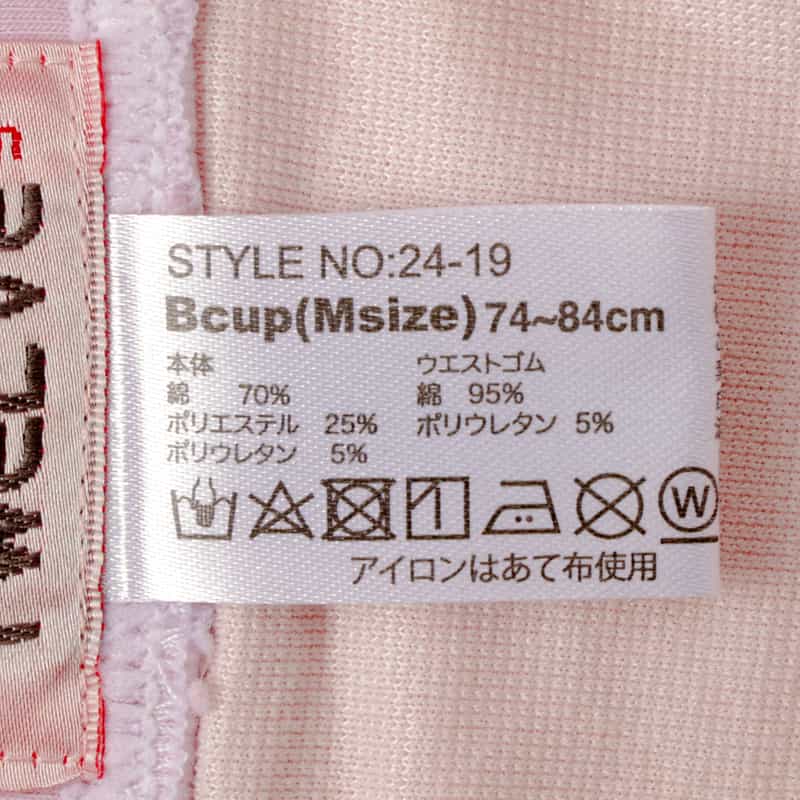 STYLE NO:24-19
Bcup(Msize) 74~84cm
本体 ウエストゴム
綿 70% 綿 95%
ポリエステル 25% ポリウレタン 5%
ポリウレタン 5%
W
アイロンはあて布使用